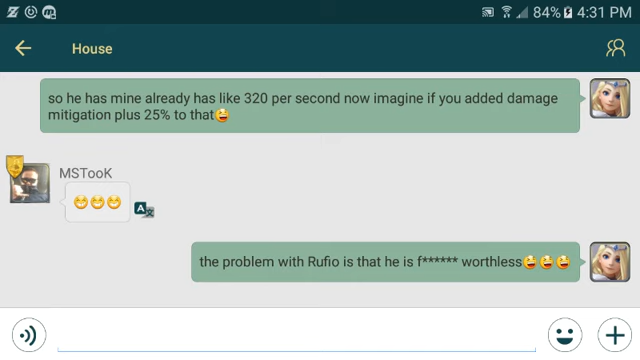 84% 4:31 PM
House
so he has mine already has like 320 per second now imagine if you added damage
mitigation plus 25% to that😜
MSTooK
😁😁😁
the problem with Rufio is that he is f****** worthless😜😜😜